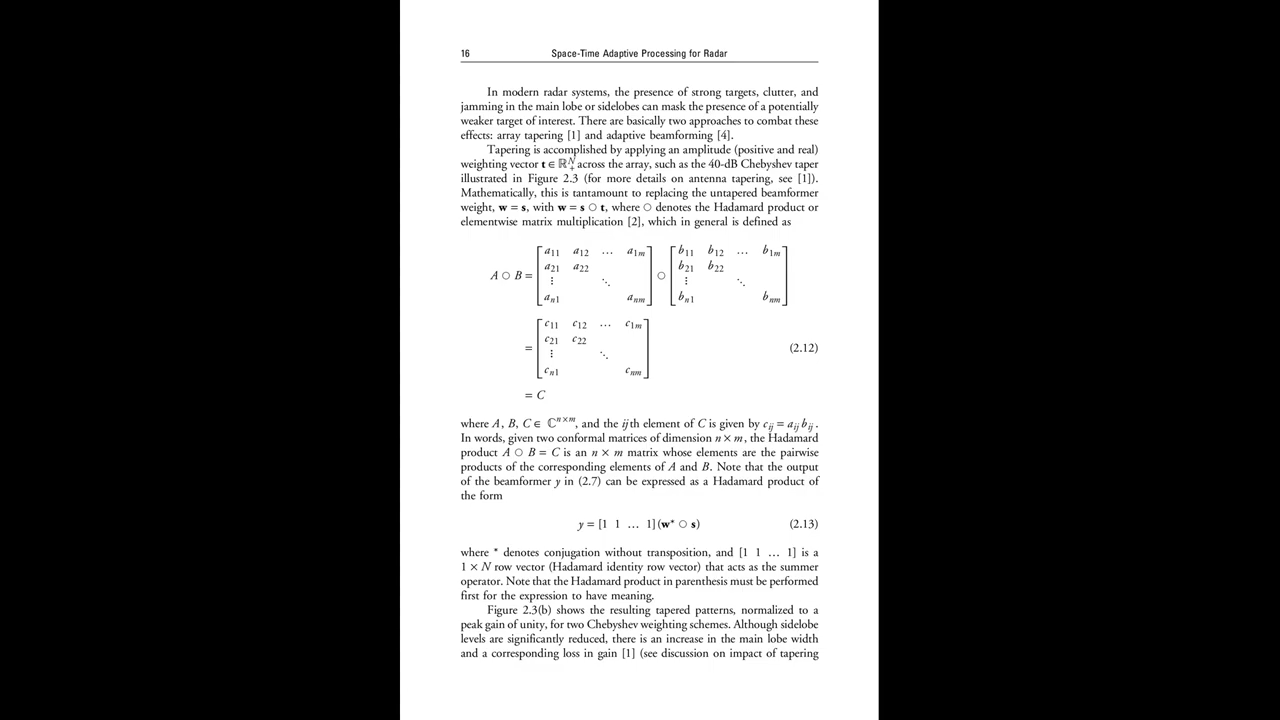 16 Space-Time Adaptive Processing for Radar
In modern radar systems, the presence of strong targets, clutter, and
jamming in the main lobe or sidelobes can mask the presence of a potentially
weaker target of interest. There are basically two approaches to combat these
effects: array tapering [1] and adaptive beamforming [4].
Tapering is accomplished by applying an amplitude (positive and real)
weighting vector t ∈ ℝ₊ᴺ across the array, such as the 40-dB Chebyshev taper
illustrated in Figure 2.3 (for more details on antenna tapering, see [1]).
Mathematically, this is tantamount to replacing the untapered beamformer
weight, w = s, with w = s ○ t, where ○ denotes the Hadamard product or
elementwise matrix multiplication [2], which in general is defined as
A ○ B = [a11 a12 … a1m; a21 a22; ⋮ ⋱; an1 anm] ○ [b11 b12 … b1m; b21 b22; ⋮ ⋱; bn1 bnm]
= [c11 c12 … c1m; c21 c22; ⋮ ⋱; cn1 cnm] (2.12)
= C
where A, B, C ∈ ℂⁿˣᵐ, and the ijth element of C is given by cij = aij bij.
In words, given two conformal matrices of dimension n × m, the Hadamard
product A ○ B = C is an n × m matrix whose elements are the pairwise
products of the corresponding elements of A and B. Note that the output
of the beamformer y in (2.7) can be expressed as a Hadamard product of
the form
y = [1 1 … 1](w* ○ s) (2.13)
where * denotes conjugation without transposition, and [1 1 … 1] is a
1 × N row vector (Hadamard identity row vector) that acts as the summer
operator. Note that the Hadamard product in parenthesis must be performed
first for the expression to have meaning.
Figure 2.3(b) shows the resulting tapered patterns, normalized to a
peak gain of unity, for two Chebyshev weighting schemes. Although sidelobe
levels are significantly reduced, there is an increase in the main lobe width
and a corresponding loss in gain [1] (see discussion on impact of tapering